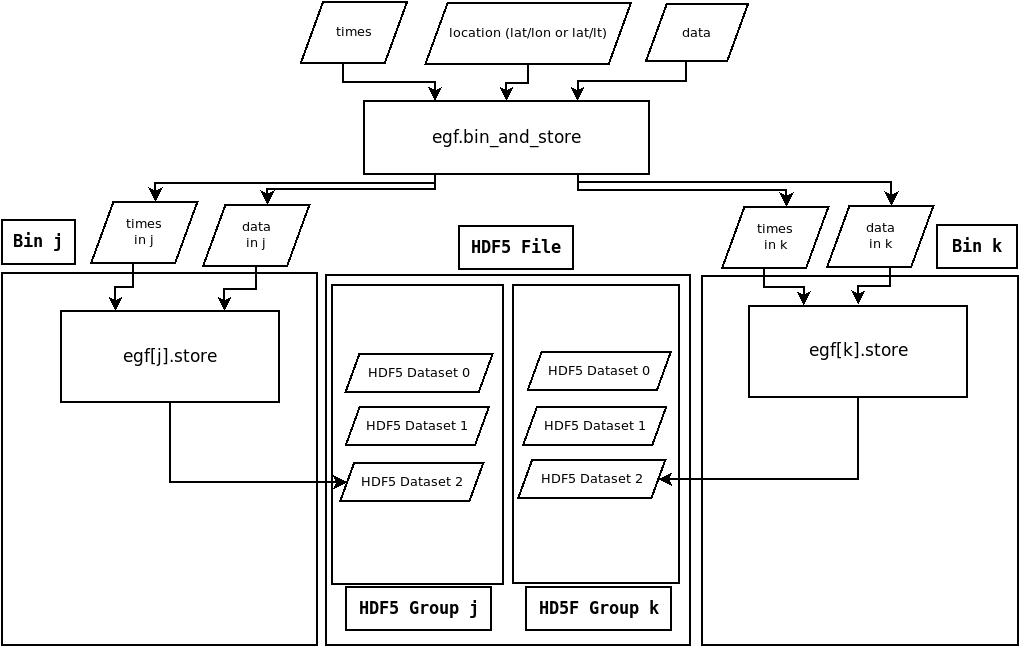 times
location (lat/lon or lat/lt)
data
egf.bin_and_store
times
in j
data
in j
times
in k
data
in k
Bin j
HDF5 File
Bin k
egf[j].store
egf[k].store
HDF5 Dataset 0
HDF5 Dataset 0
HDF5 Dataset 1
HDF5 Dataset 1
HDF5 Dataset 2
HDF5 Dataset 2
HDF5 Group j
HD5F Group k